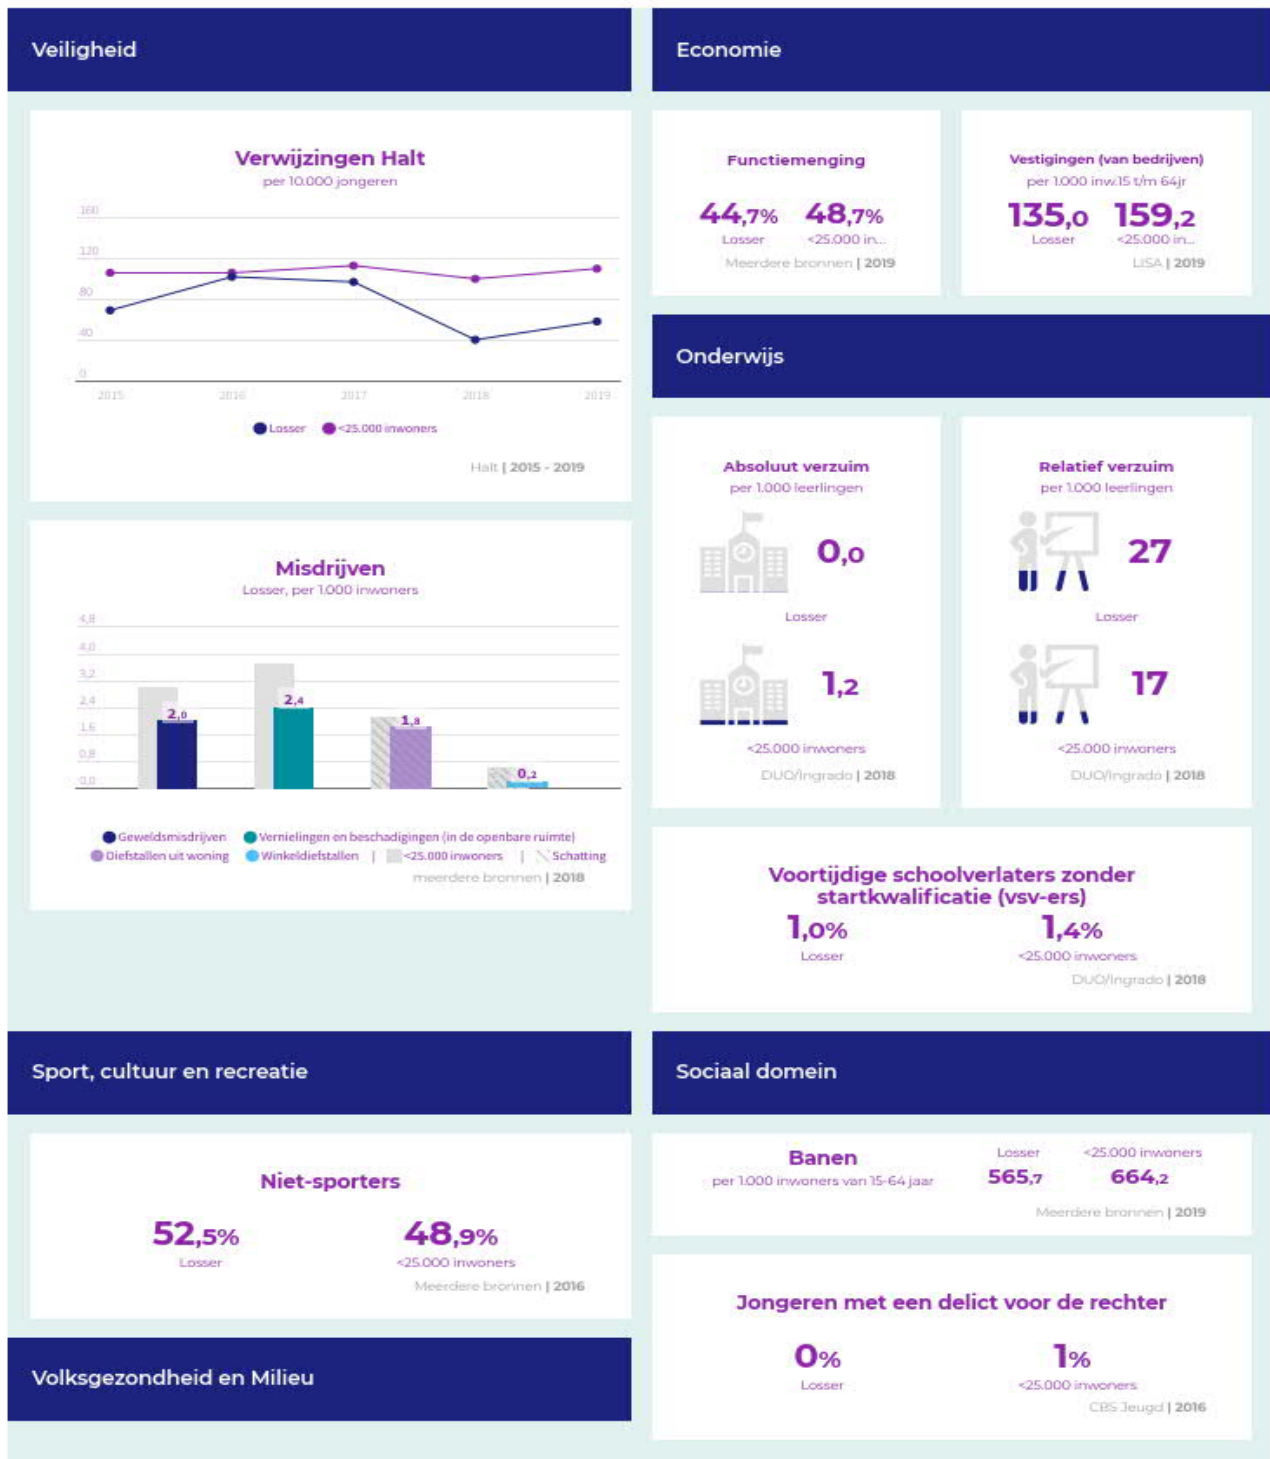 Veiligheid
Verwijzingen Halt
per 10.000 jongeren
160
120
80
40
0
2015 2016 2017 2018 2019
Losser <25.000 inwoners
Halt | 2015 - 2019
Misdrijven
Losser, per 1.000 inwoners
4,8
4,0
3,2
2,4
1,6
0,8
0,0
2,0
2,4
1,8
0,2
Geweldsmisdrijven Vernielingen en beschadigingen (in de openbare ruimte)
Diefstallen uit woning Winkeldiefstallen | <25.000 inwoners | Schatting
meerdere bronnen | 2018
Economie
Functiemenging
44,7% 48,7%
Losser <25.000 in...
Meerdere bronnen | 2019
Vestigingen (van bedrijven)
per 1.000 inw.15 t/m 64jr
135,0 159,2
Losser <25.000 in...
LISA | 2019
Onderwijs
Absoluut verzuim
per 1.000 leerlingen
0,0
Losser
1,2
<25.000 inwoners
DUO/Ingrado | 2018
Relatief verzuim
per 1.000 leerlingen
27
Losser
17
<25.000 inwoners
DUO/Ingrado | 2018
Voortijdige schoolverlaters zonder
startkwalificatie (vsv-ers)
1,0% 1,4%
Losser <25.000 inwoners
DUO/Ingrado | 2018
Sport, cultuur en recreatie
Niet-sporters
52,5% 48,9%
Losser <25.000 inwoners
Meerdere bronnen | 2016
Volksgezondheid en Milieu
Sociaal domein
Banen
per 1.000 inwoners van 15-64 jaar
Losser <25.000 inwoners
565,7 664,2
Meerdere bronnen | 2019
Jongeren met een delict voor de rechter
0% 1%
Losser <25.000 inwoners
CBS Jeugd | 2016